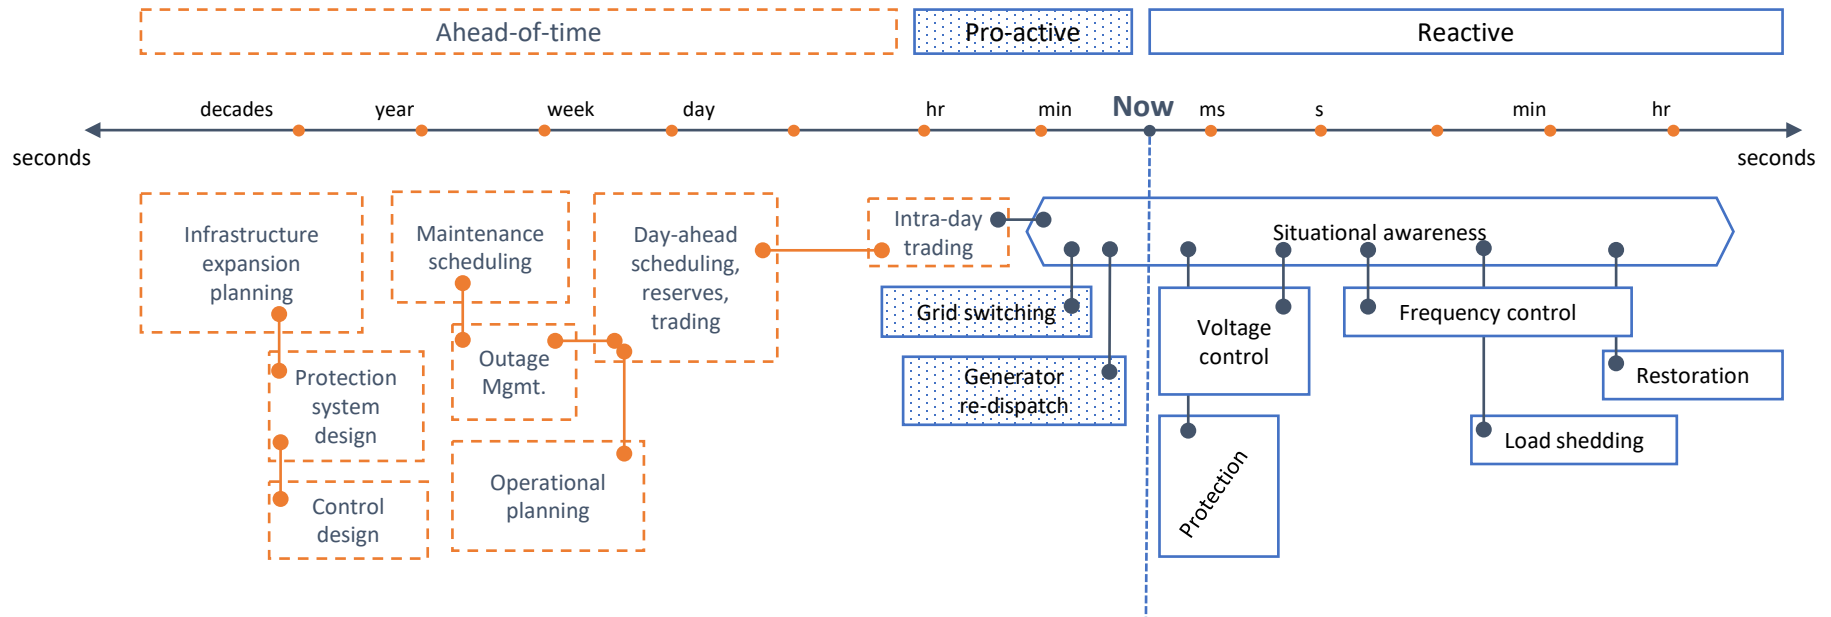 Ahead-of-time
Pro-active
Reactive
decades
year
week
day
hr
min
Now
ms
s
min
hr
seconds
seconds
Infrastructure
expansion
planning
Maintenance
scheduling
Day-ahead
scheduling,
reserves,
trading
Intra-day
trading
Situational awareness
Grid switching
Generator
re-dispatch
Voltage
control
Frequency control
Restoration
Load shedding
Protection
Protection
system
design
Outage
Mgmt.
Control
design
Operational
planning